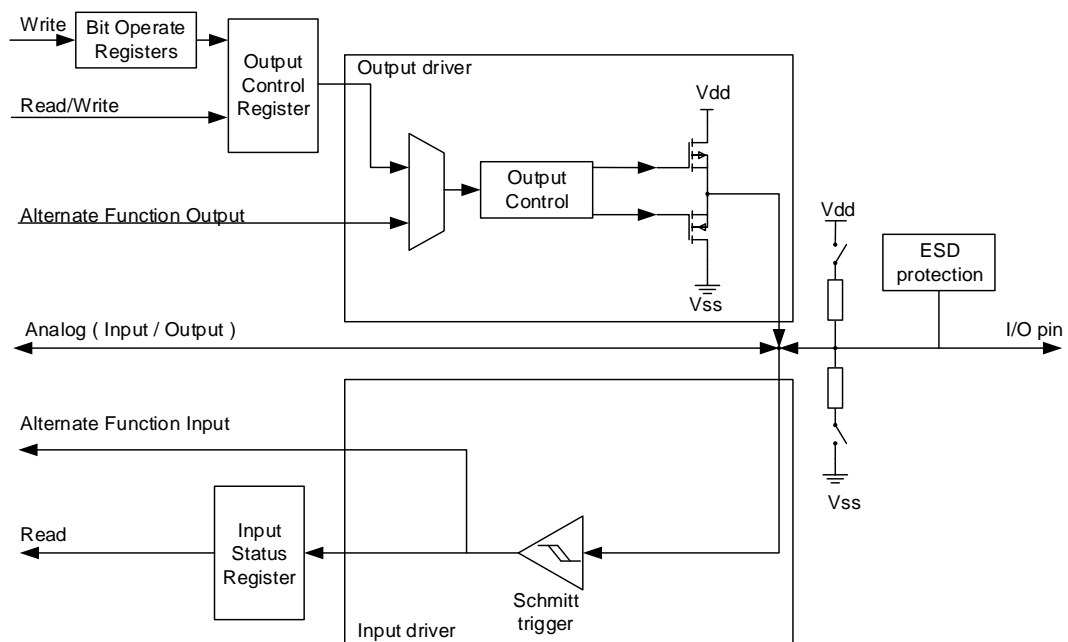 Write
Bit Operate
Registers
Output
Control
Register
Read/Write
Alternate Function Output
Output driver
Vdd
Output
Control
Vss
Vdd
ESD
protection
Analog ( Input / Output )
I/O pin
Alternate Function Input
Vss
Read
Input
Status
Register
Schmitt
trigger
Input driver